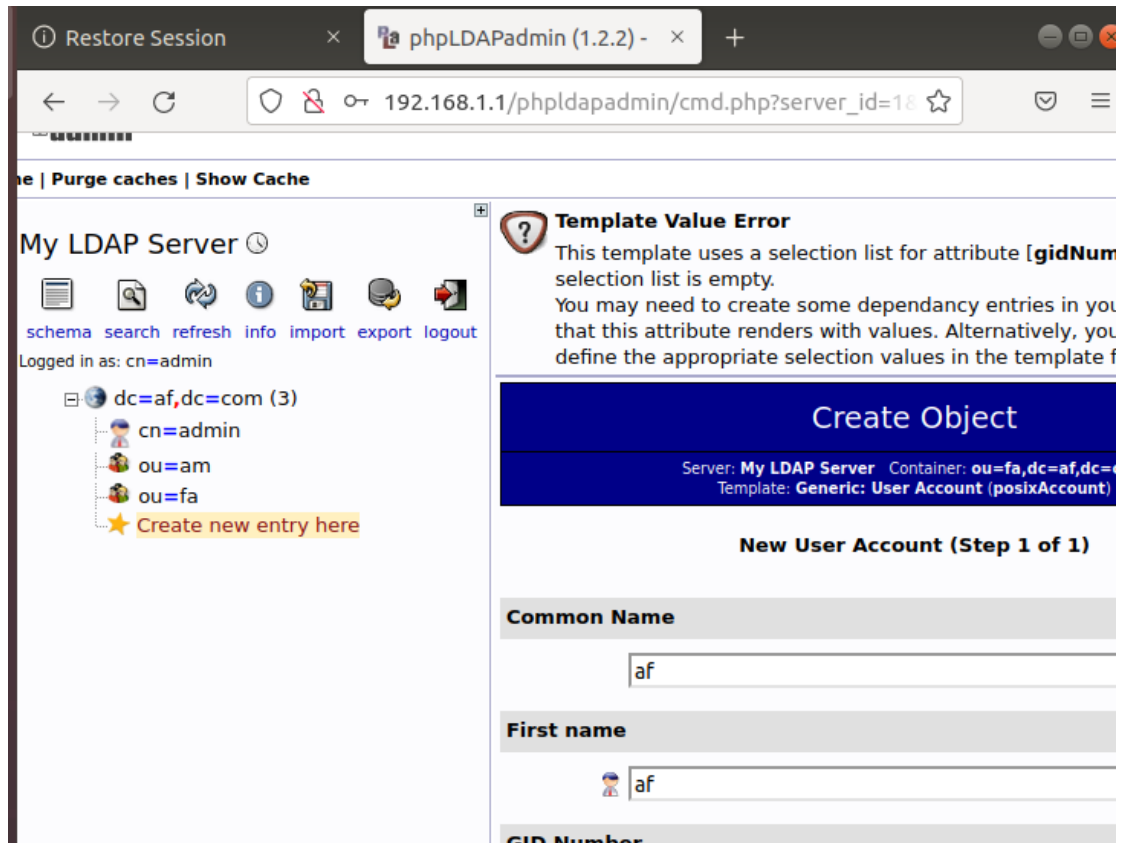 Restore Session
phpLDAPadmin (1.2.2) -
192.168.1.1/phpldapadmin/cmd.php?server_id=18
admin
| Purge caches | Show Cache
My LDAP Server
schema search refresh info import export logout
Logged in as: cn=admin
dc=af,dc=com (3)
cn=admin
ou=am
ou=fa
Create new entry here
Template Value Error
This template uses a selection list for attribute [gidNum
selection list is empty.
You may need to create some dependancy entries in you
that this attribute renders with values. Alternatively, you
define the appropriate selection values in the template f
Create Object
Server: My LDAP Server Container: ou=fa,dc=af,dc=
Template: Generic: User Account (posixAccount)
New User Account (Step 1 of 1)
Common Name
af
First name
af
GID Number